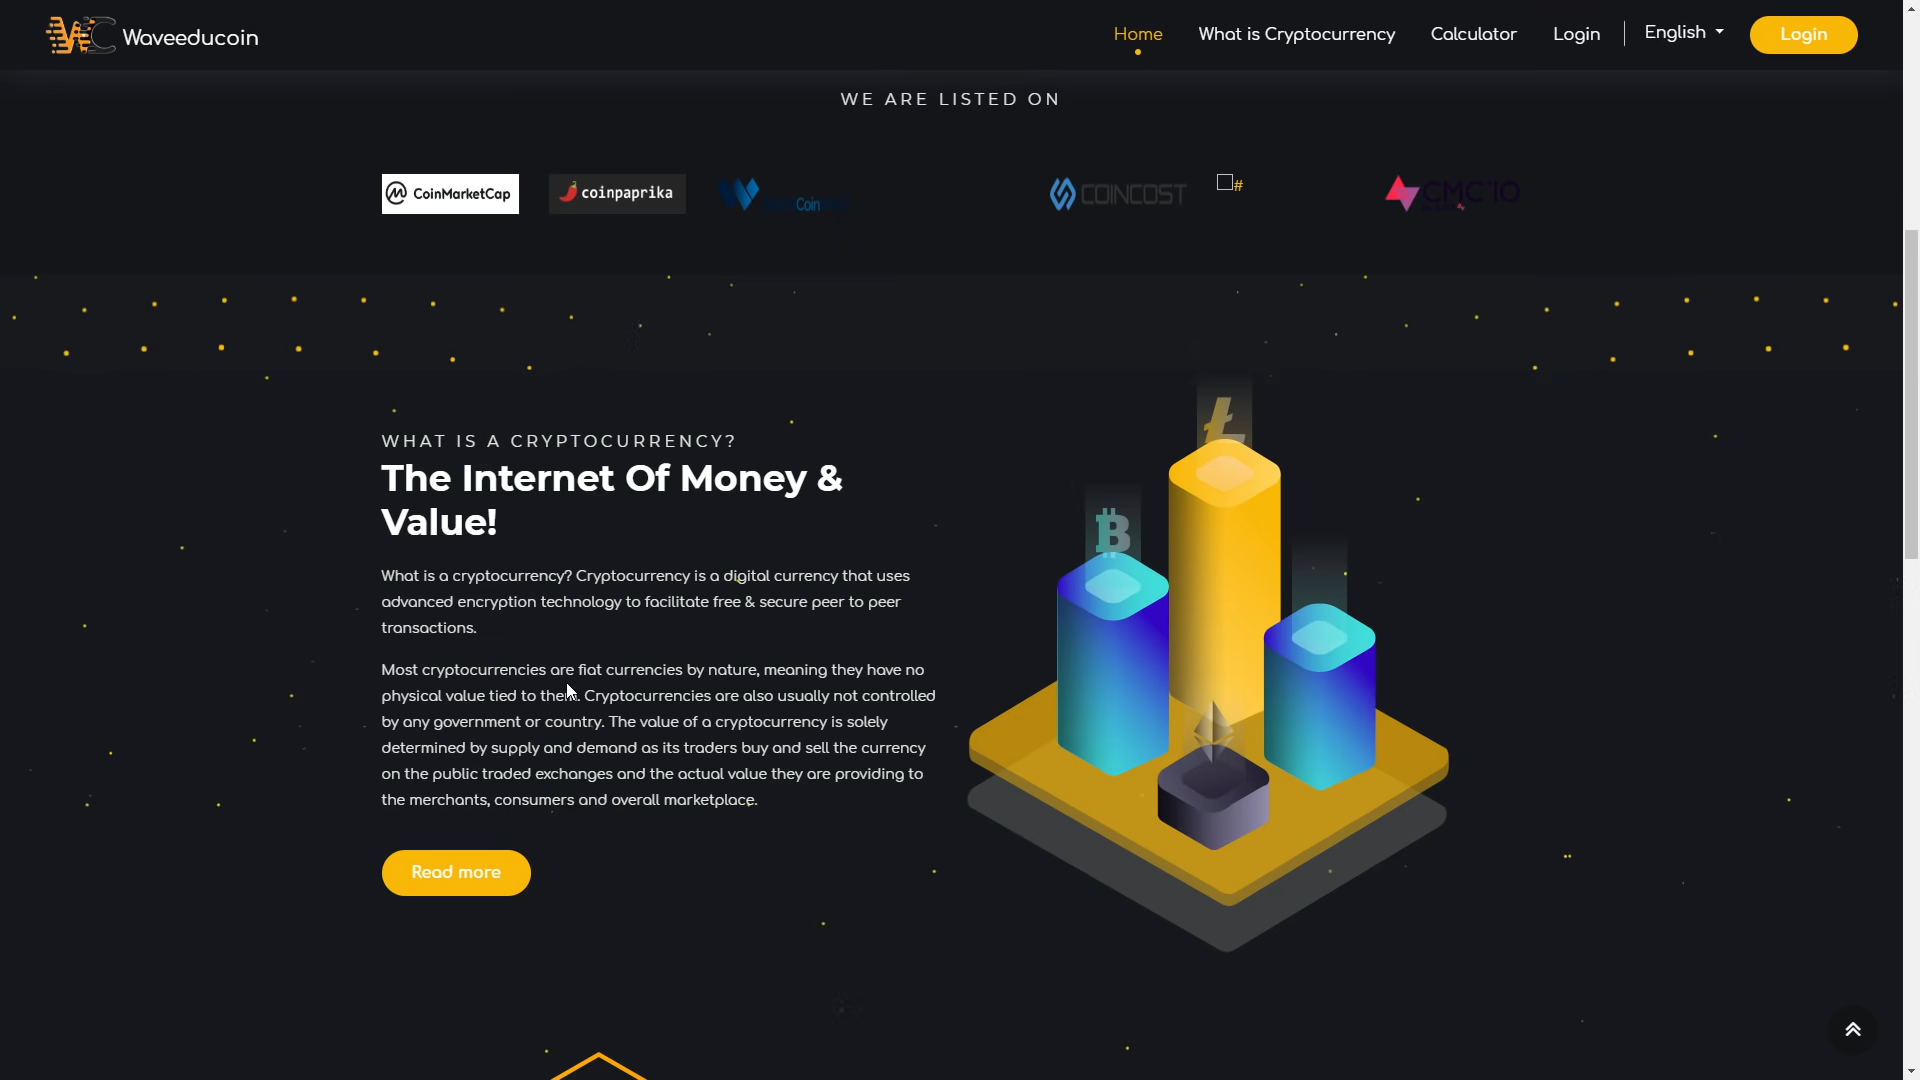 Waveeducoin
Home
What is Cryptocurrency
Calculator
Login
English
Login
WE ARE LISTED ON
CoinMarketCap
coinpaprika
Coin
COINCOST
#
CMC'IO
WHAT IS A CRYPTOCURRENCY?
The Internet Of Money &
Value!
What is a cryptocurrency? Cryptocurrency is a digital currency that uses
advanced encryption technology to facilitate free & secure peer to peer
transactions.
Most cryptocurrencies are fiat currencies by nature, meaning they have no
physical value tied to them. Cryptocurrencies are also usually not controlled
by any government or country. The value of a cryptocurrency is solely
determined by supply and demand as its traders buy and sell the currency
on the public traded exchanges and the actual value they are providing to
the merchants, consumers and overall marketplace.
Read more